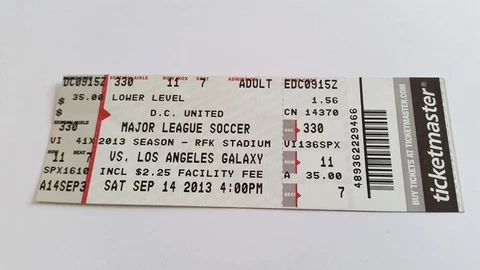 EDC0915Z 330 11 7 ADULT EDC0915Z
$ 35.00 LOWER LEVEL 1.56
$ D.C. UNITED CN 14370
330 MAJOR LEAGUE SOCCER 330
VI 41X 2013 SEASON - RFK STADIUM VI136SPX
11 7 VS. LOS ANGELES GALAXY 11
SPX1610 INCL $2.25 FACILITY FEE A 35.00
A14SEP3 SAT SEP 14 2013 4:00PM 7
489362229466
BUY TICKETS AT TICKETMASTER.COM
ticketmaster